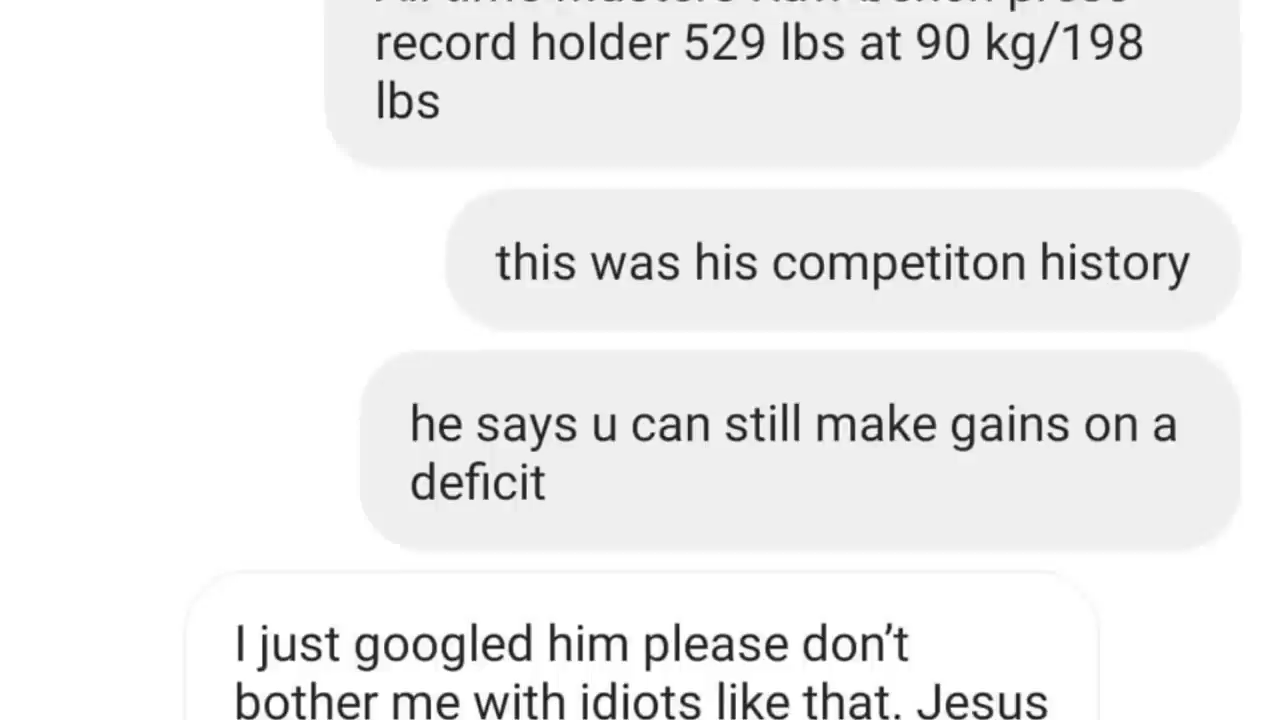 record holder 529 lbs at 90 kg/198
lbs
this was his competiton history
he says u can still make gains on a
deficit
I just googled him please don't
bother me with idiots like that. Jesus